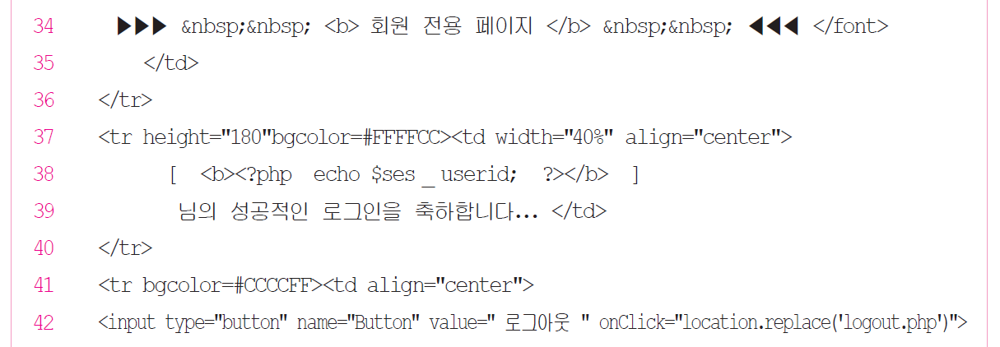 34 ▶▶▶ &nbsp;&nbsp; <b> 회원 전용 페이지 </b> &nbsp;&nbsp; ◀◀◀ </font>
35 </td>
36 </tr>
37 <tr height="180"bgcolor=#FFFFCC><td width="40%" align="center">
38 [ <b><?php echo $ses_userid; ?></b> ]
39 님의 성공적인 로그인을 축하합니다... </td>
40 </tr>
41 <tr bgcolor=#CCCCFF><td align="center">
42 <input type="button" name="Button" value=" 로그아웃 " onClick="location.replace('logout.php')">